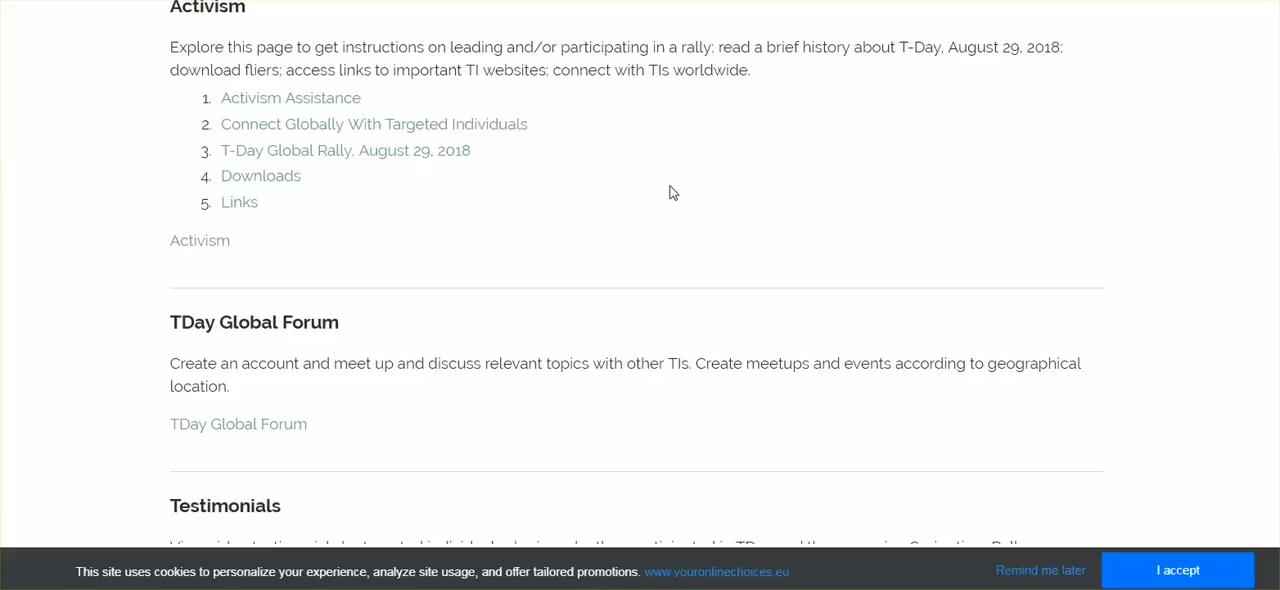 Activism
Explore this page to get instructions on leading and/or participating in a rally; read a brief history about T-Day, August 29, 2018;
download fliers; access links to important TI websites; connect with TIs worldwide.
1. Activism Assistance
2. Connect Globally With Targeted Individuals
3. T-Day Global Rally, August 29, 2018
4. Downloads
5. Links
Activism
TDay Global Forum
Create an account and meet up and discuss relevant topics with other TIs. Create meetups and events according to geographical
location.
TDay Global Forum
Testimonials
This site uses cookies to personalize your experience, analyze site usage, and offer tailored promotions. www.youronlinechoices.eu
Remind me later
I accept